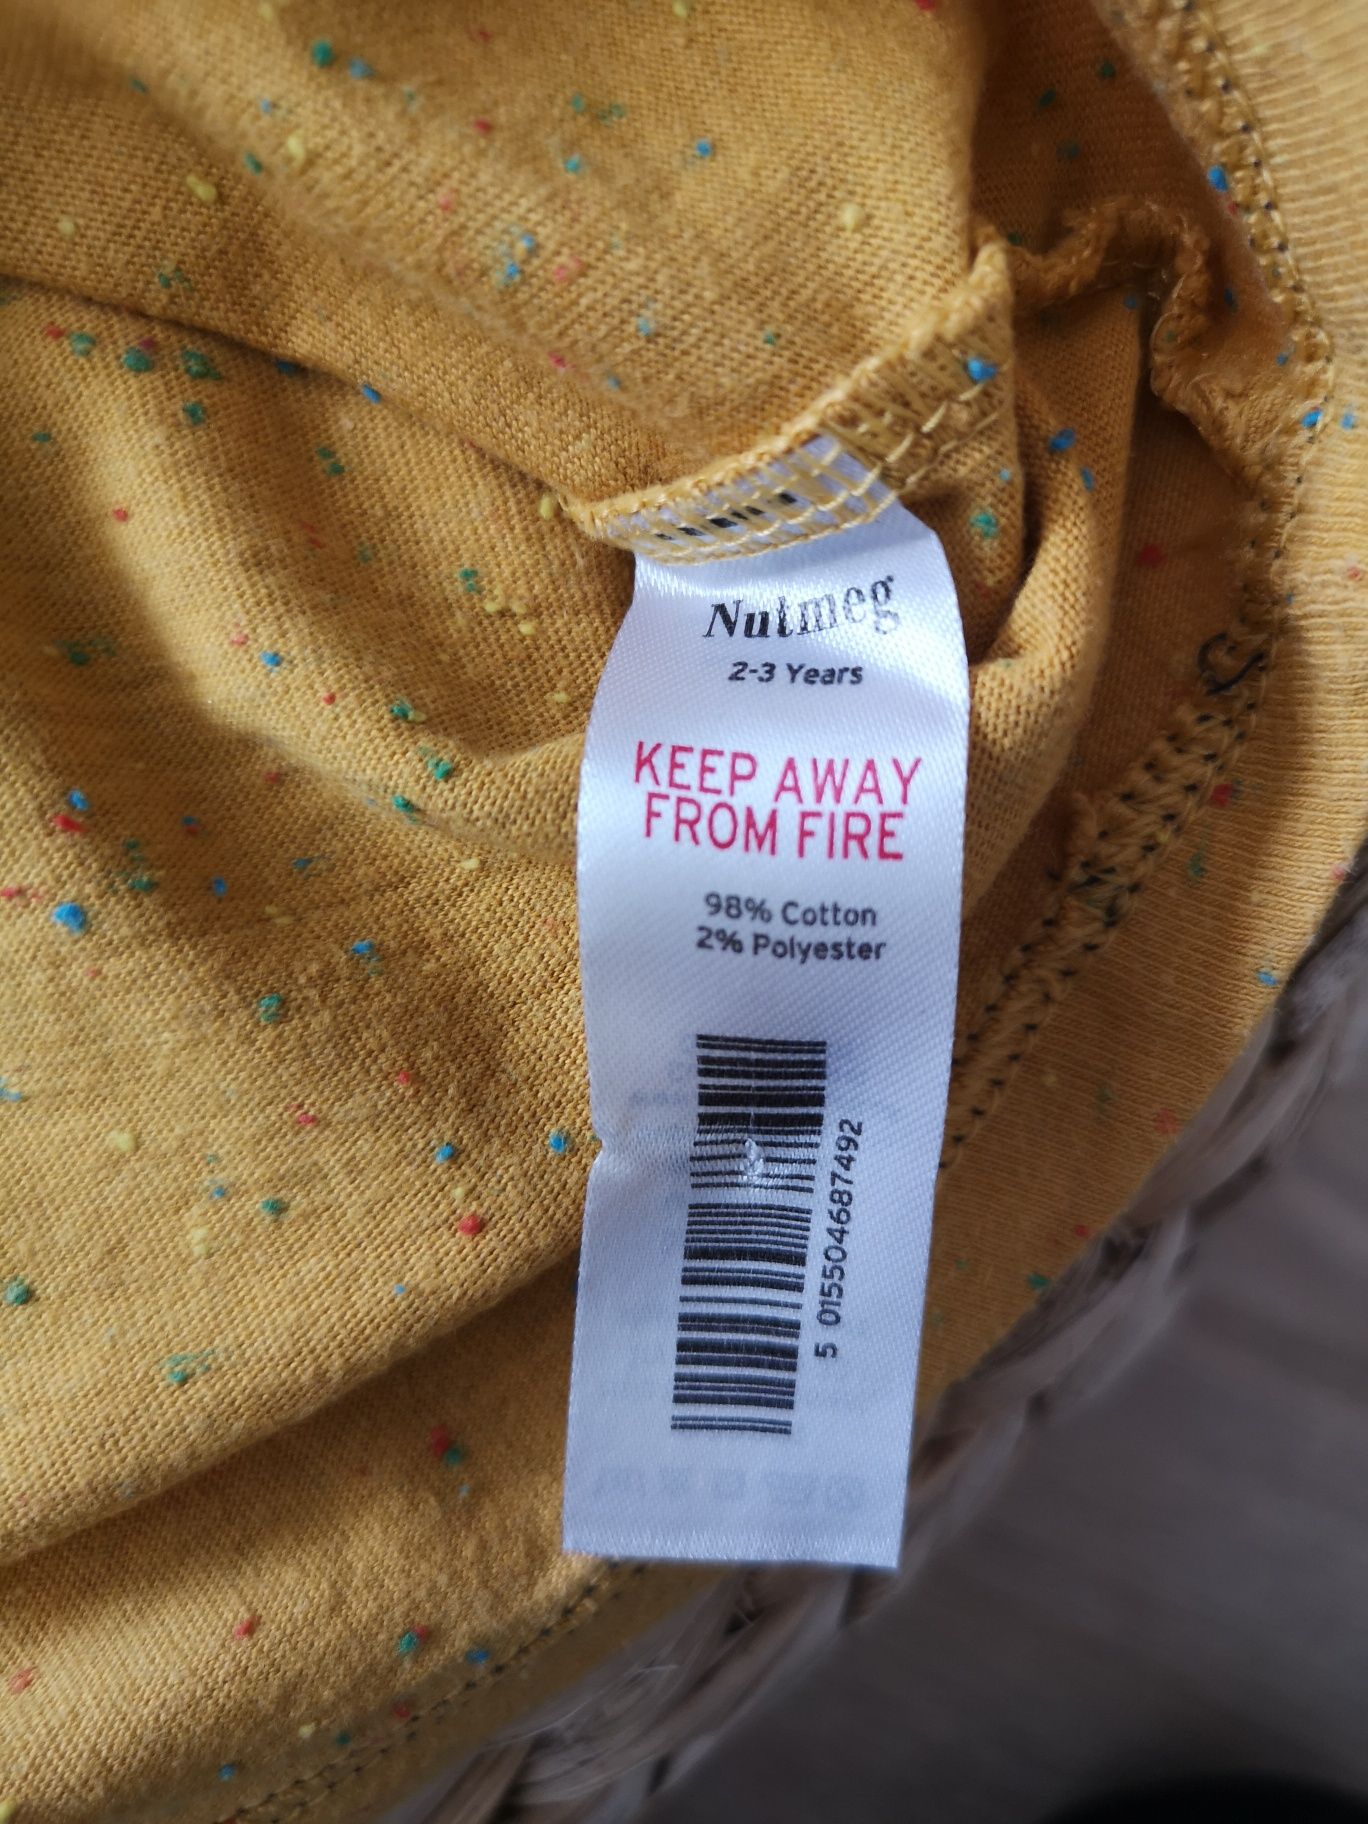 Nutmeg
2-3 Years
KEEP AWAY
FROM FIRE
98% Cotton
2% Polyester
5 015504687492